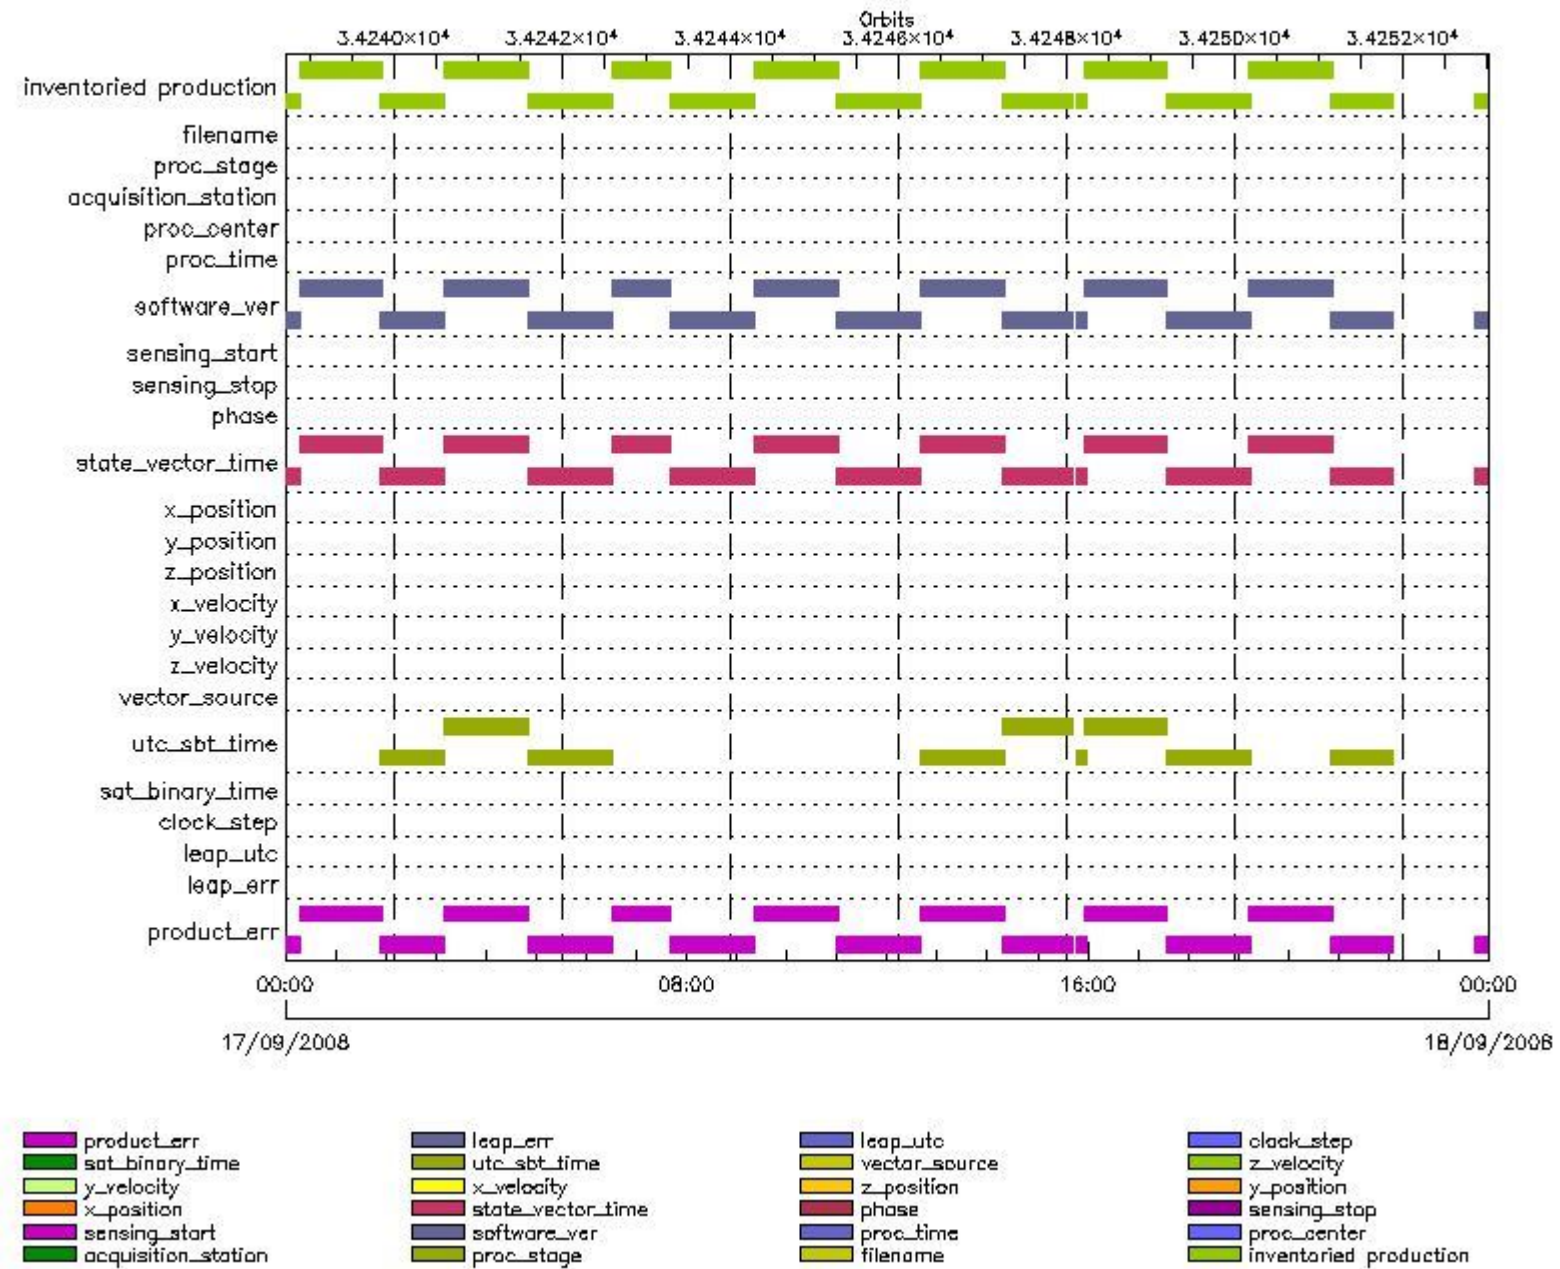 Orbits
3.4240×10⁴ 3.4242×10⁴ 3.4244×10⁴ 3.4246×10⁴ 3.4248×10⁴ 3.4250×10⁴ 3.4252×10⁴
inventoried production
filename
proc_stage
acquisition_station
proc_center
proc_time
software_ver
sensing_start
sensing_stop
phase
state_vector_time
x_position
y_position
z_position
x_velocity
y_velocity
z_velocity
vector_source
utc_sbt_time
sat_binary_time
clock_step
leap_utc
leap_err
product_err
00:00 08:00 16:00 00:00
17/09/2008 18/09/2008
product_err leap_err leap_utc clock_step
sat_binary_time utc_sbt_time vector_source z_velocity
y_velocity x_velocity z_position y_position
x_position state_vector_time phase sensing_stop
sensing_start software_ver proc_time proc_center
acquisition_station proc_stage filename inventoried production